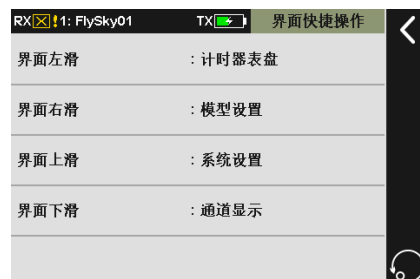 RX !1: FlySky01 TX 界面快捷操作
界面左滑 : 计时器表盘
界面右滑 : 模型设置
界面上滑 : 系统设置
界面下滑 : 通道显示